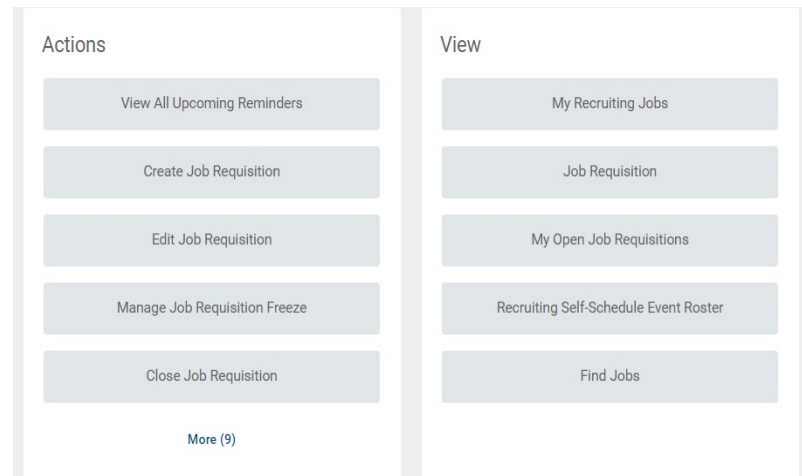 Actions
View All Upcoming Reminders
Create Job Requisition
Edit Job Requisition
Manage Job Requisition Freeze
Close Job Requisition
More (9)
View
My Recruiting Jobs
Job Requisition
My Open Job Requisitions
Recruiting Self-Schedule Event Roster
Find Jobs